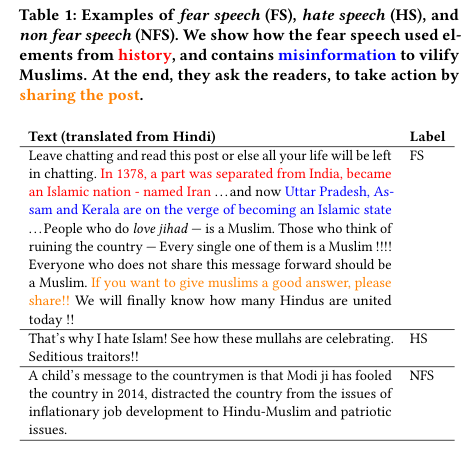 Table 1: Examples of fear speech (FS), hate speech (HS), and
non fear speech (NFS). We show how the fear speech used el-
ements from history, and contains misinformation to vilify
Muslims. At the end, they ask the readers, to take action by
sharing the post.
Text (translated from Hindi) Label
Leave chatting and read this post or else all your life will be left FS
in chatting. In 1378, a part was separated from India, became
an Islamic nation - named Iran ...and now Uttar Pradesh, As-
sam and Kerala are on the verge of becoming an Islamic state
...People who do love jihad — is a Muslim. Those who think of
ruining the country — Every single one of them is a Muslim !!!!
Everyone who does not share this message forward should be
a Muslim. If you want to give muslims a good answer, please
share!! We will finally know how many Hindus are united
today !!
That's why I hate Islam! See how these mullahs are celebrating. HS
Seditious traitors!!
A child's message to the countrymen is that Modi ji has fooled NFS
the country in 2014, distracted the country from the issues of
inflationary job development to Hindu-Muslim and patriotic
issues.